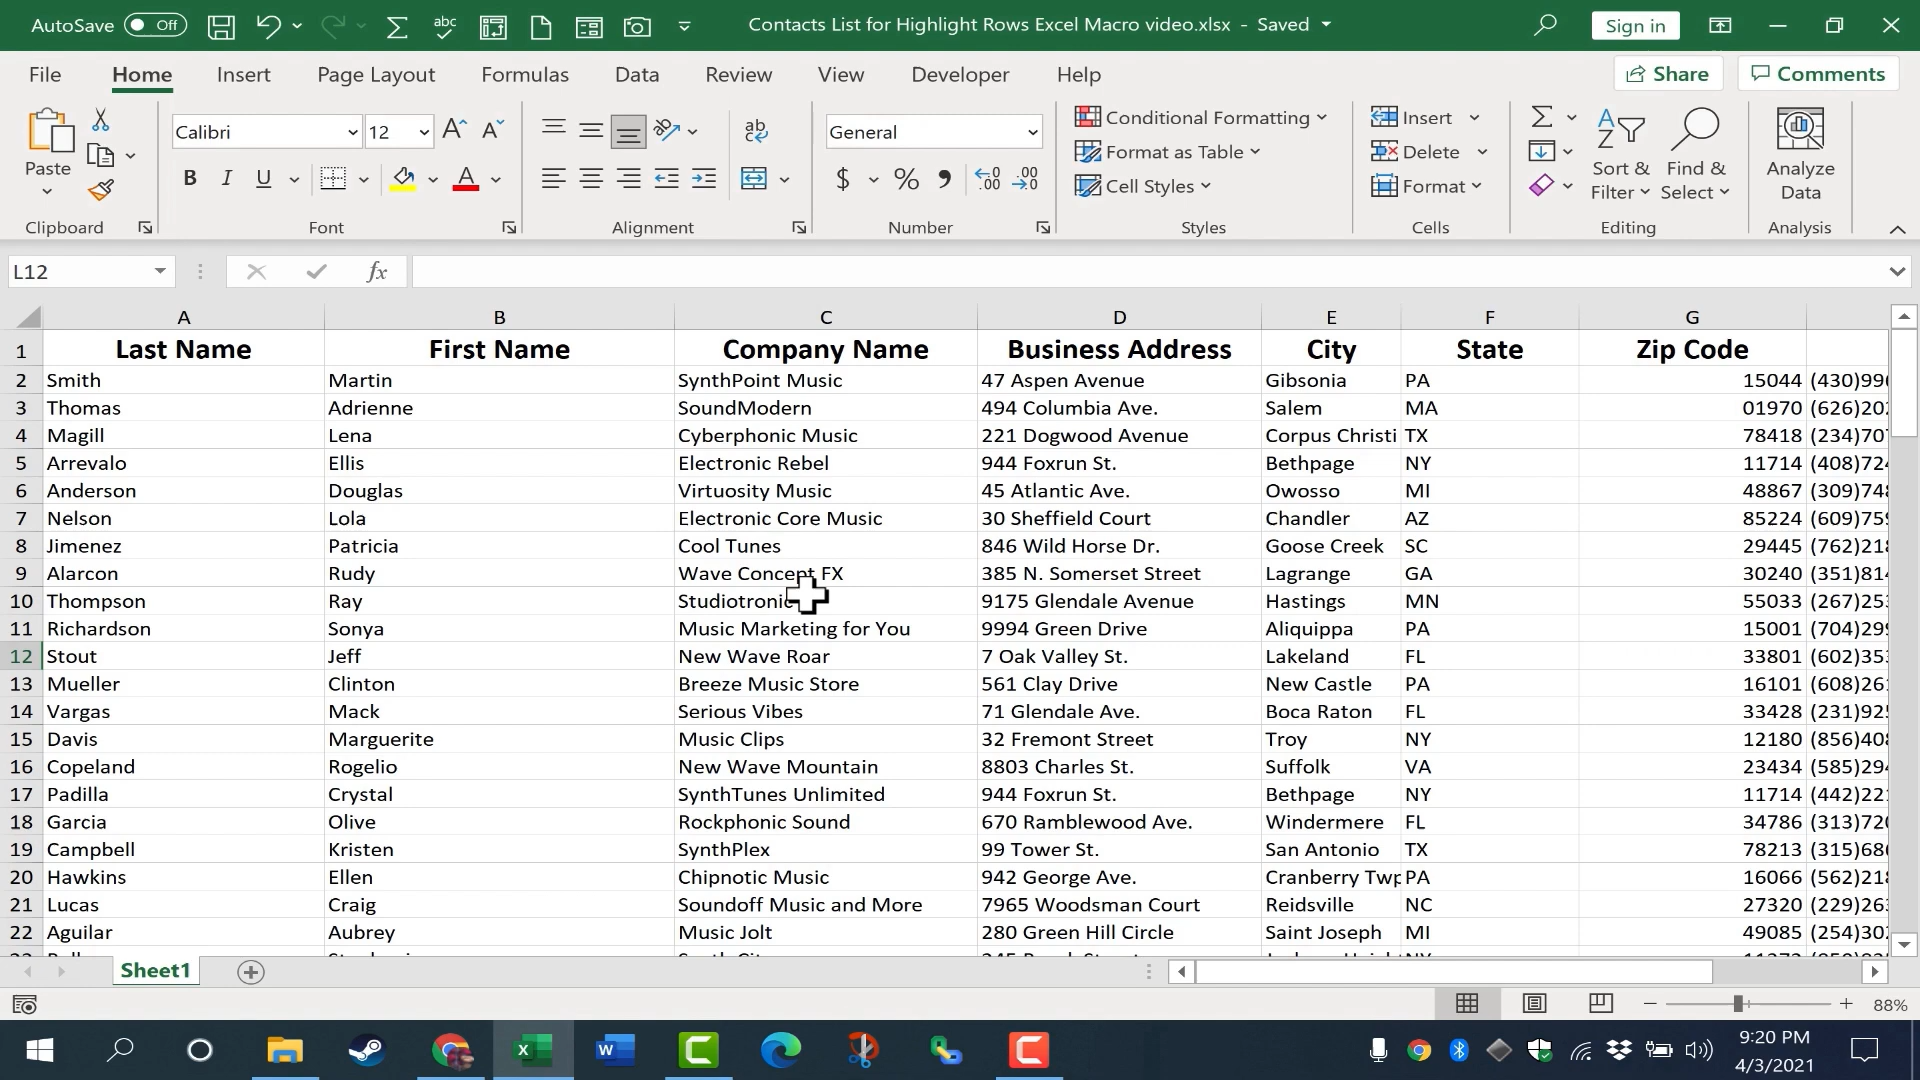 AutoSave Off abc Contacts List for Highlight Rows Excel Macro video.xlsx - Saved Sign in
File Home Insert Page Layout Formulas Data Review View Developer Help Share Comments
Paste Calibri 12 A A ab General Conditional Formatting Insert
Format as Table Delete Sort & Filter Find & Select Analyze Data
B I U A $ % , .00 Cell Styles Format
Clipboard Font Alignment Number Styles Cells Editing Analysis
L12 fx
A B C D E F G
1 Last Name First Name Company Name Business Address City State Zip Code
2 Smith Martin SynthPoint Music 47 Aspen Avenue Gibsonia PA 15044
3 Thomas Adrienne SoundModern 494 Columbia Ave. Salem MA 01970
4 Magill Lena Cyberphonic Music 221 Dogwood Avenue Corpus Christi TX 78418
5 Arrevalo Ellis Electronic Rebel 944 Foxrun St. Bethpage NY 11714
6 Anderson Douglas Virtuosity Music 45 Atlantic Ave. Owosso MI 48867
7 Nelson Lola Electronic Core Music 30 Sheffield Court Chandler AZ 85224
8 Jimenez Patricia Cool Tunes 846 Wild Horse Dr. Goose Creek SC 29445
9 Alarcon Rudy Wave Concept FX 385 N. Somerset Street Lagrange GA 30240
10 Thompson Ray 9175 Glendale Avenue Hastings MN 55033
11 Richardson Sonya Music Marketing for You 9994 Green Drive Aliquippa PA 15001
12 Stout Jeff New Wave Roar 7 Oak Valley St. Lakeland FL 33801
13 Mueller Clinton Breeze Music Store 561 Clay Drive New Castle PA 16101
14 Vargas Mack Serious Vibes 71 Glendale Ave. Boca Raton FL 33428
15 Davis Marguerite Music Clips 32 Fremont Street Troy NY 12180
16 Copeland Rogelio New Wave Mountain 8803 Charles St. Suffolk VA 23434
17 Padilla Crystal SynthTunes Unlimited 944 Foxrun St. Bethpage NY 11714
18 Garcia Olive Rockphonic Sound 670 Ramblewood Ave. Windermere FL 34786
19 Campbell Kristen SynthPlex 99 Tower St. San Antonio TX 78213
20 Hawkins Ellen Chipnotic Music 942 George Ave. Cranberry Twp PA 16066
21 Lucas Craig Soundoff Music and More 7965 Woodsman Court Reidsville NC 27320
22 Aguilar Aubrey Music Jolt 280 Green Hill Circle Saint Joseph MI 49085
Sheet1
88%
9:20 PM
4/3/2021